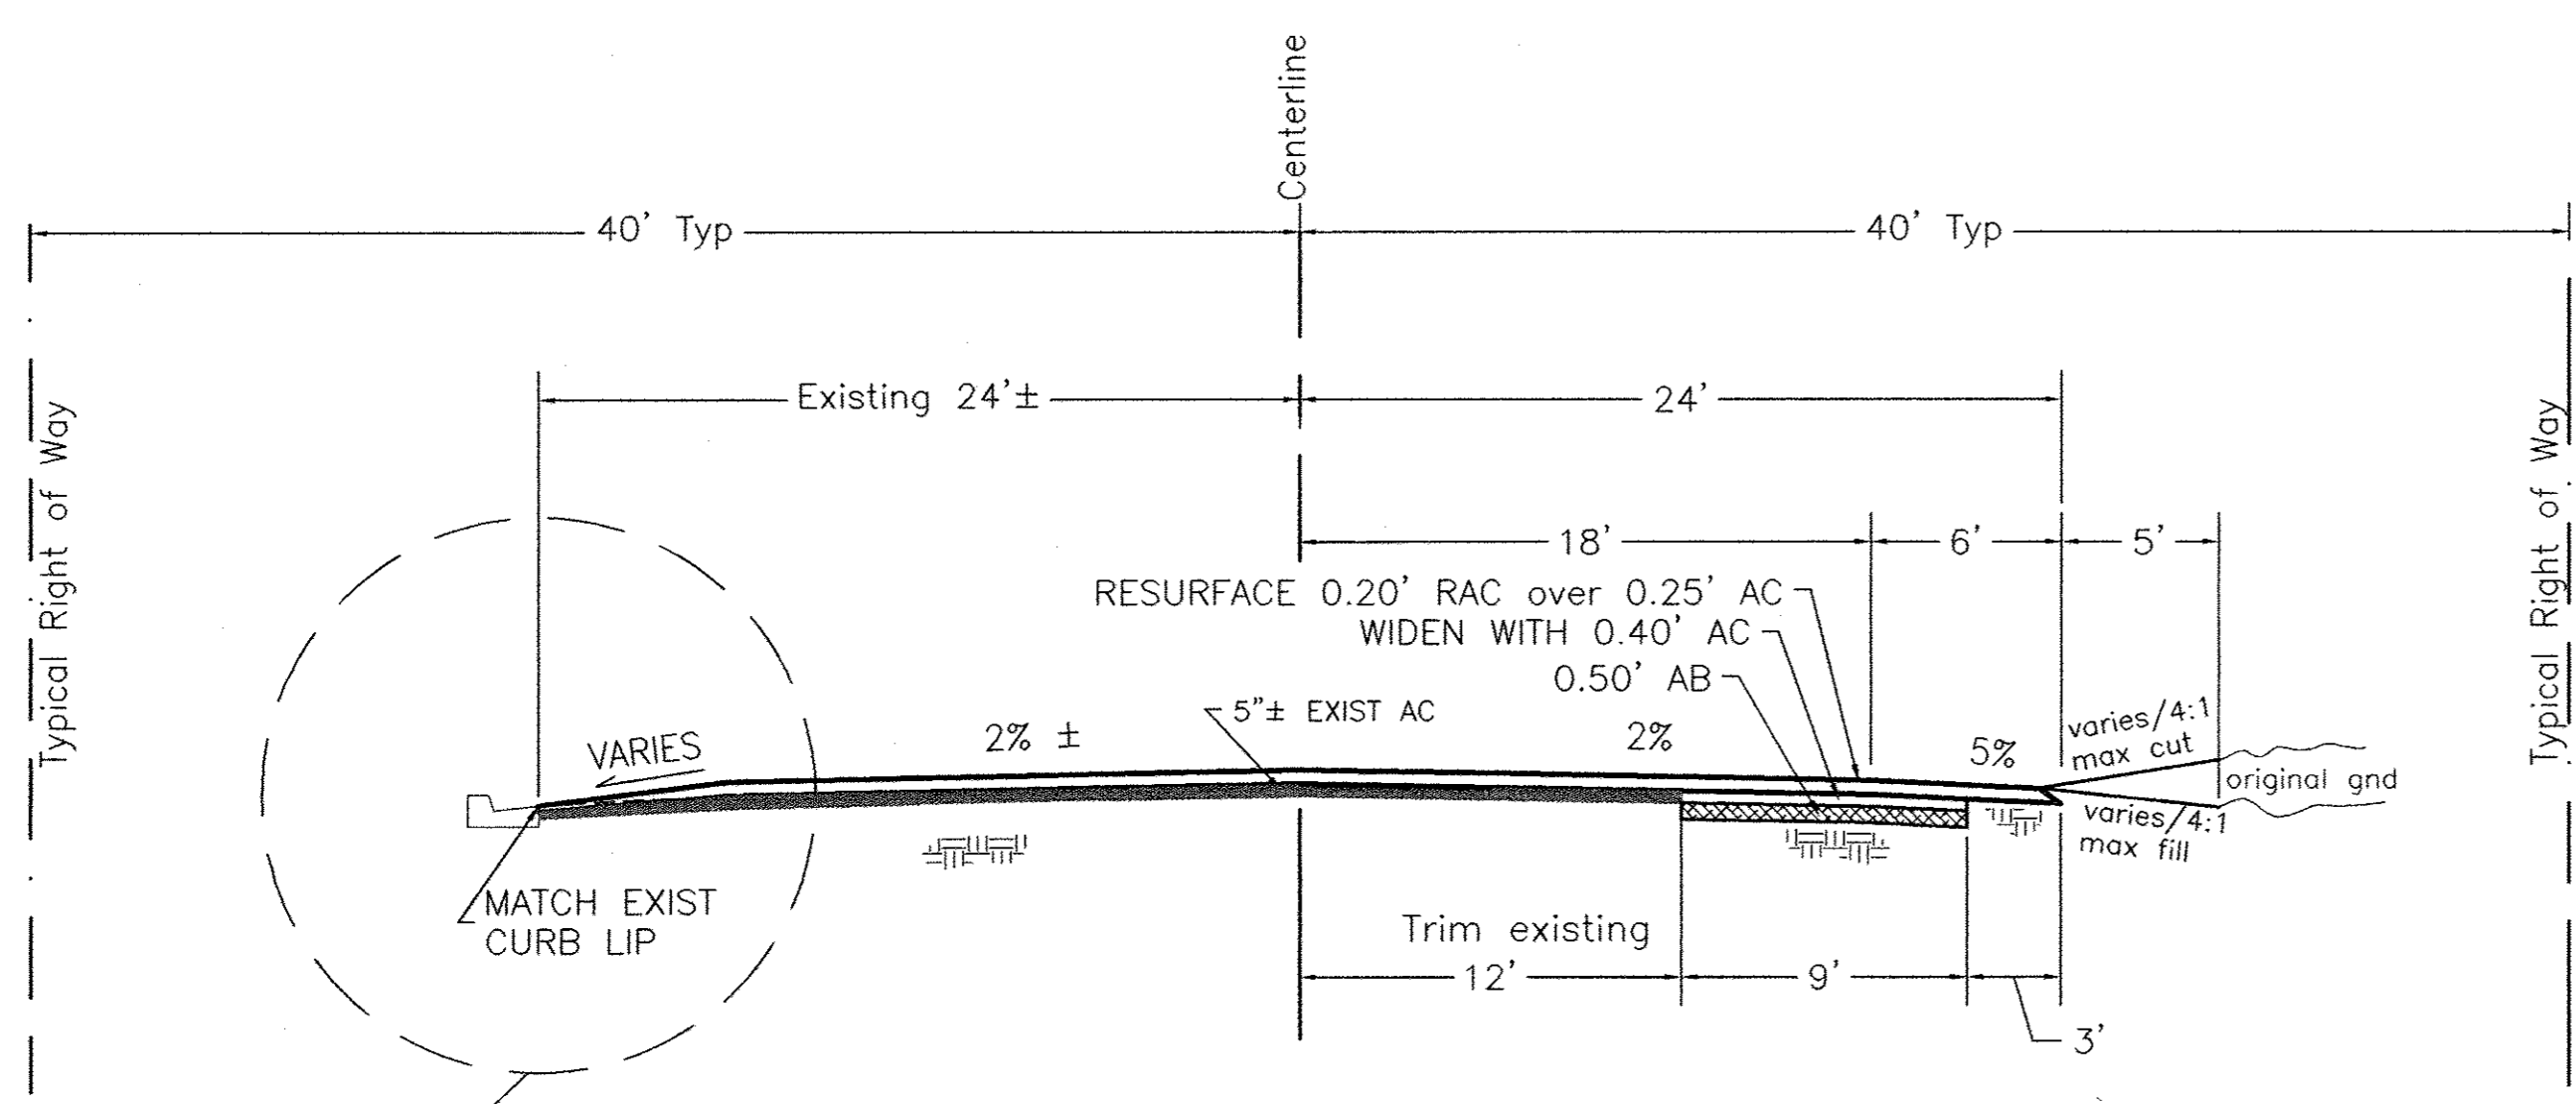 Centerline
40' Typ
40' Typ
Typical Right of Way
Typical Right of Way
Existing 24'±
24'
18'
6'
5'
RESURFACE 0.20' RAC over 0.25' AC
WIDEN WITH 0.40' AC
0.50' AB
5"± EXIST AC
VARIES
2% ±
2%
5%
varies/4:1
max cut
original gnd
varies/4:1
max fill
MATCH EXIST
CURB LIP
Trim existing
12'
9'
3'